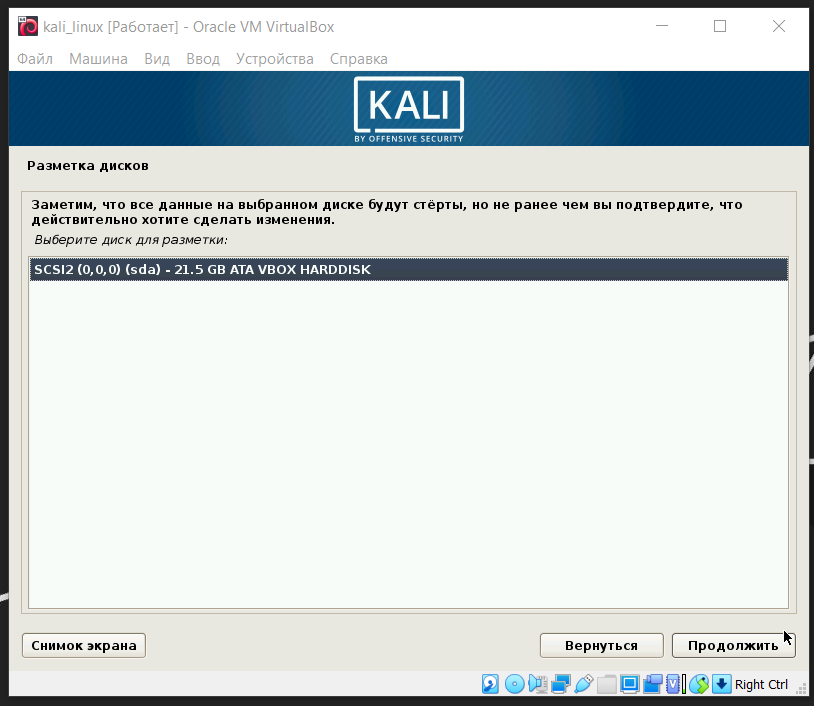 kali_linux [Работает] - Oracle VM VirtualBox
Файл Машина Вид Ввод Устройства Справка
KALI
BY OFFENSIVE SECURITY
Разметка дисков
Заметим, что все данные на выбранном диске будут стёрты, но не ранее чем вы подтвердите, что
действительно хотите сделать изменения.
Выберите диск для разметки:
SCSI2 (0,0,0) (sda) - 21.5 GB ATA VBOX HARDDISK
Снимок экрана Вернуться Продолжить
Right Ctrl